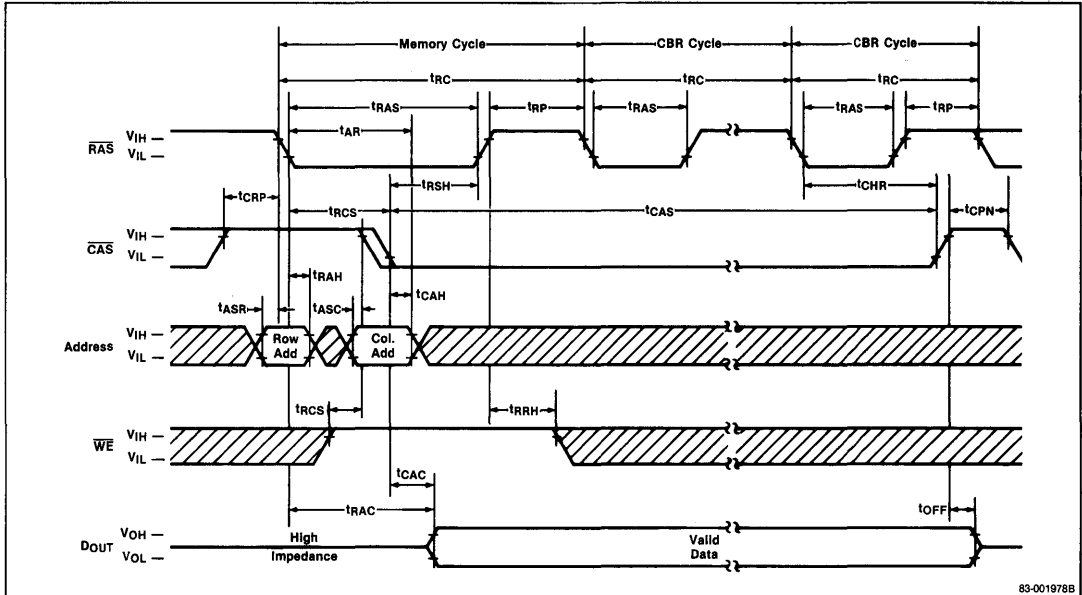 Memory Cycle CBR Cycle CBR Cycle
tRC tRC tRC
tRAS tRP tRAS tRAS tRP
tAR
RAS VIH
VIL
tRSH tCHR
tCRP tRCS tCAS tCPN
CAS VIH
VIL
tRAH
tASR tASC tCAH
Address VIH
VIL
Row Add
Col. Add
tRCS tRRH
WE VIH
VIL
tCAC
tRAC tOFF
DOUT VOH
VOL
High Impedance
Valid Data
83-001978B